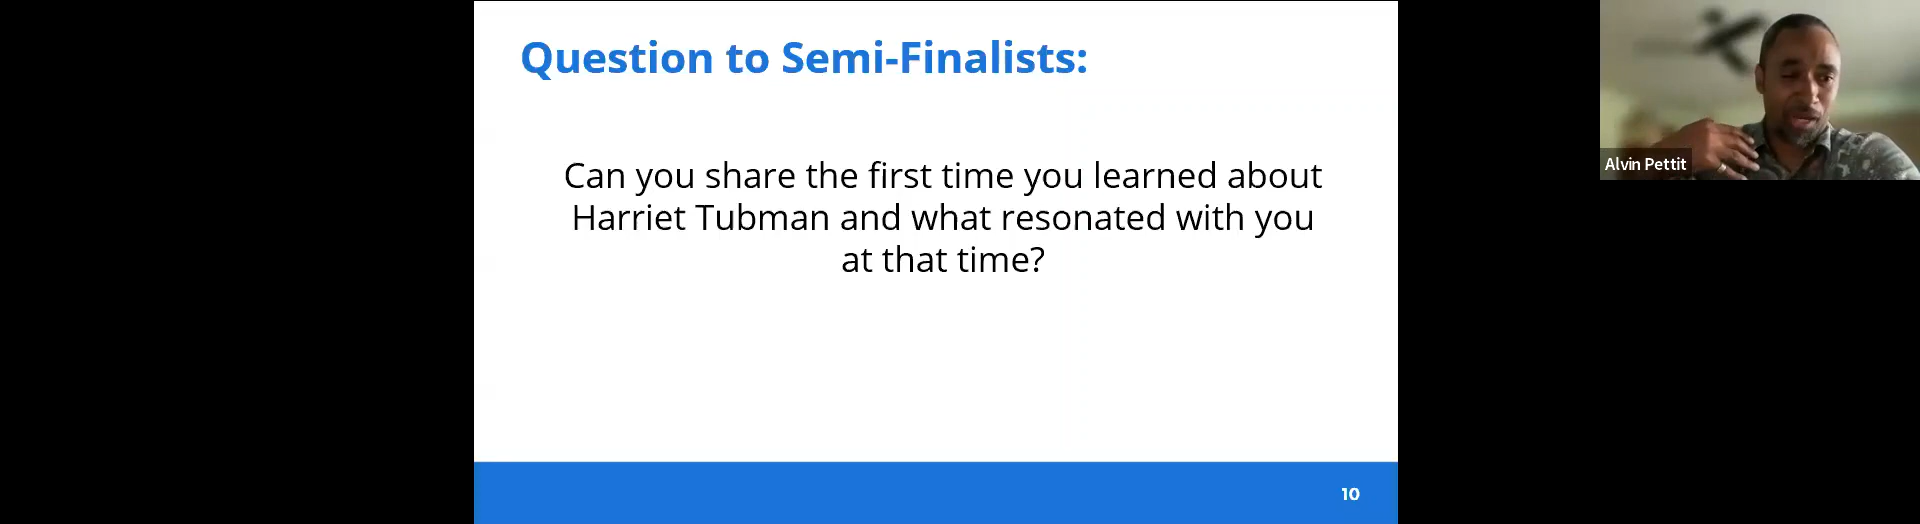 Question to Semi-Finalists:
Can you share the first time you learned about
Harriet Tubman and what resonated with you
at that time?
10
Alvin Pettit